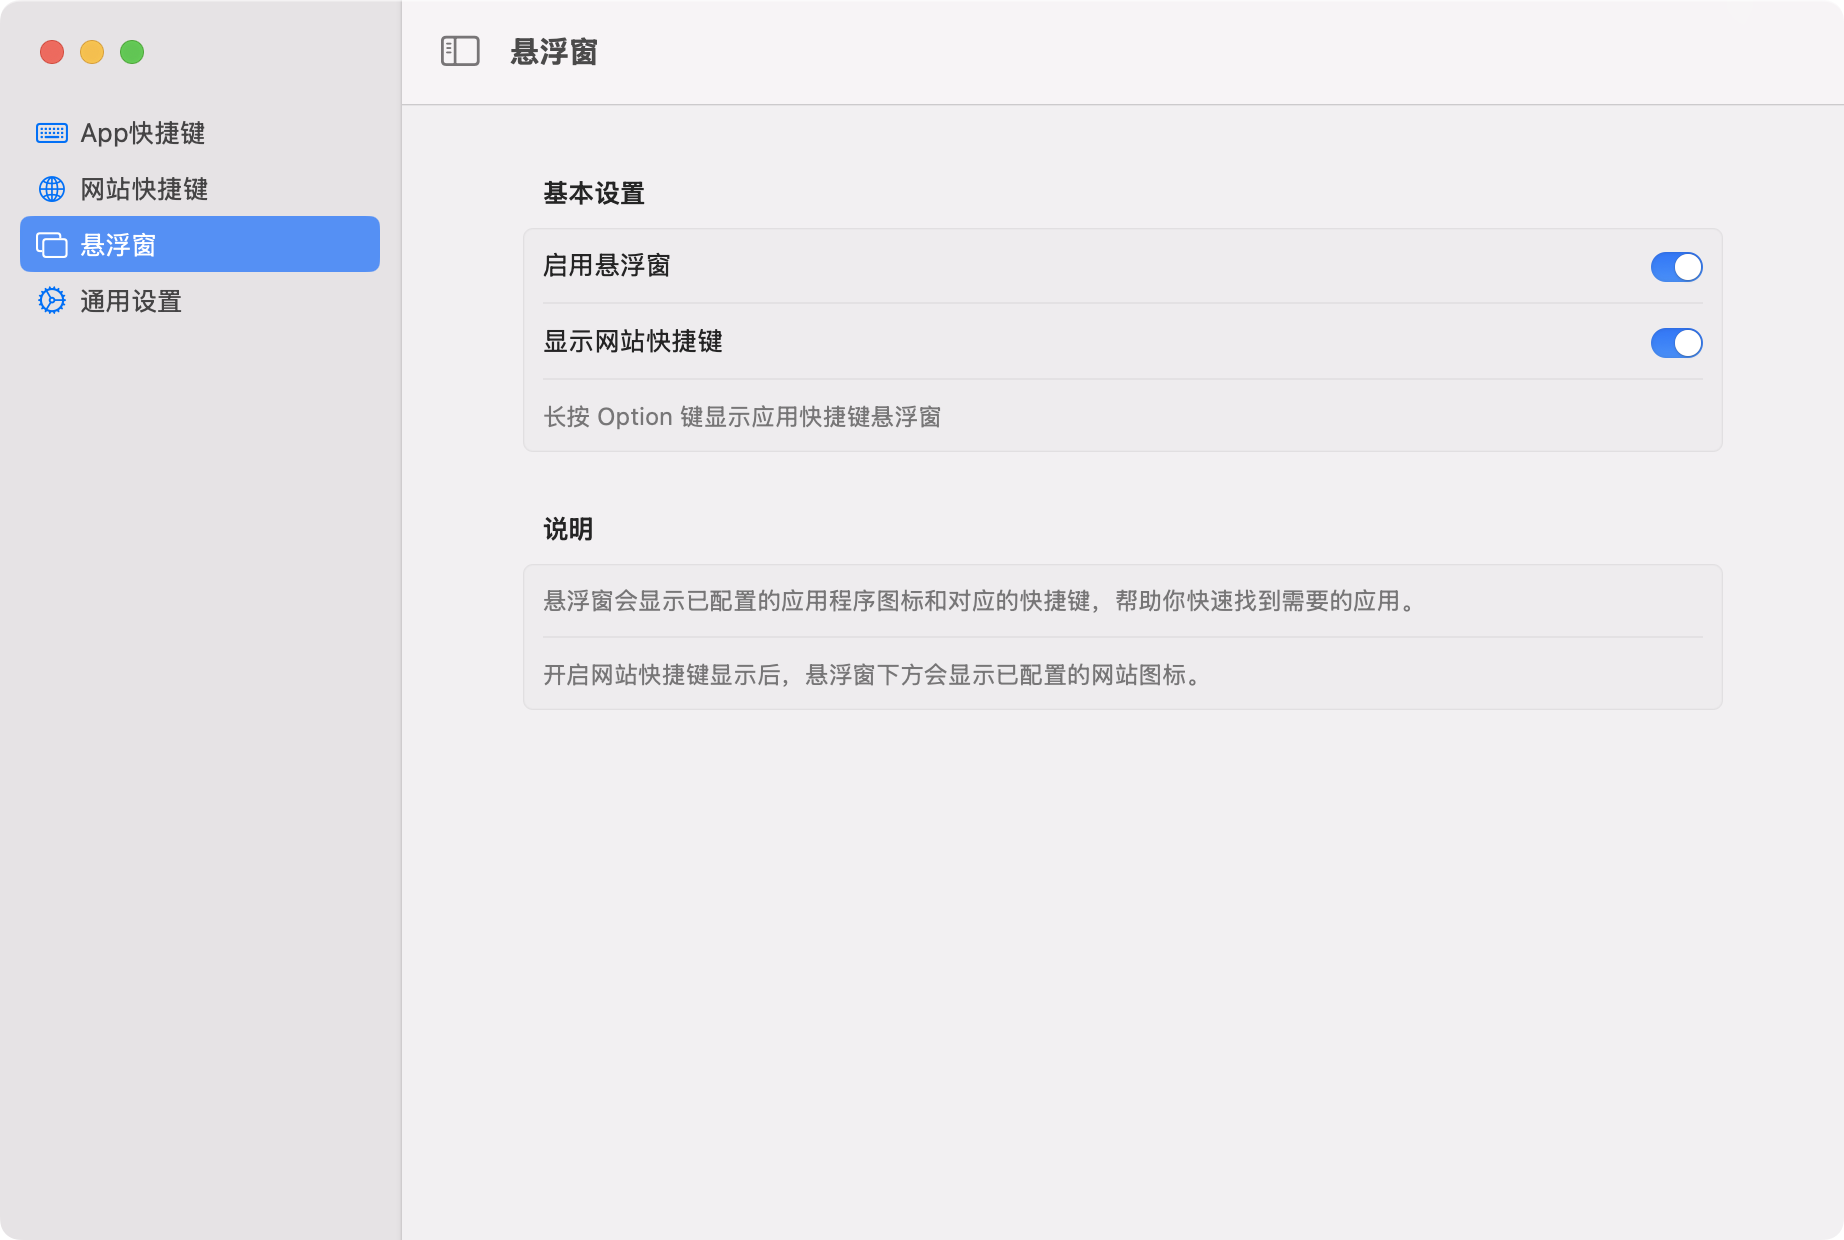 App快捷键
网站快捷键
悬浮窗
通用设置
悬浮窗
基本设置
启用悬浮窗
显示网站快捷键
长按 Option 键显示应用快捷键悬浮窗
说明
悬浮窗会显示已配置的应用程序图标和对应的快捷键，帮助你快速找到需要的应用。
开启网站快捷键显示后，悬浮窗下方会显示已配置的网站图标。